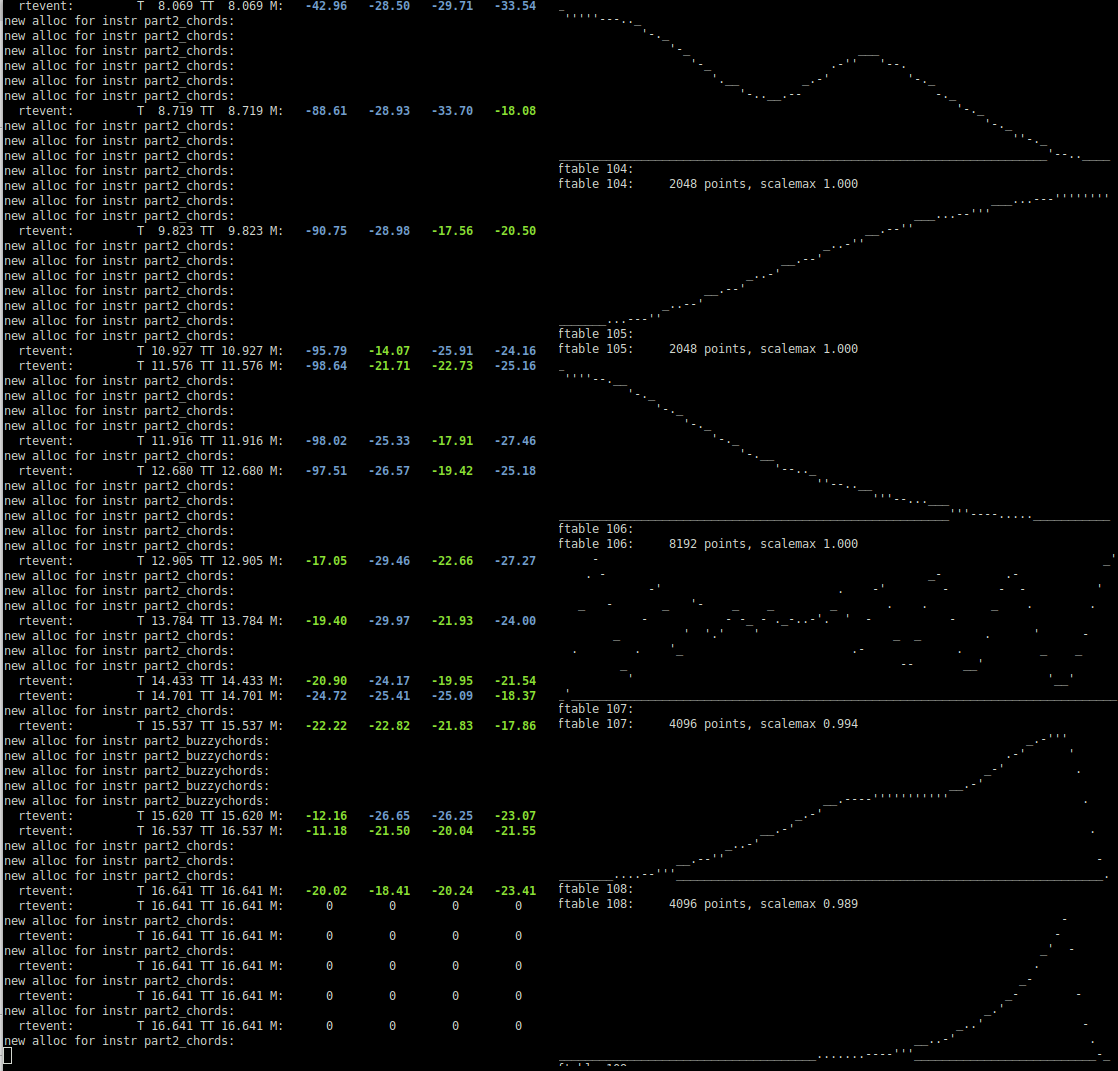 rtevent: T 8.069 TT 8.069 M: -42.96 -28.50 -29.71 -33.54
new alloc for instr part2_chords:
new alloc for instr part2_chords:
new alloc for instr part2_chords:
new alloc for instr part2_chords:
new alloc for instr part2_chords:
new alloc for instr part2_chords:
rtevent: T 8.719 TT 8.719 M: -88.61 -28.93 -33.70 -18.08
new alloc for instr part2_chords:
new alloc for instr part2_chords:
new alloc for instr part2_chords:
new alloc for instr part2_chords:
new alloc for instr part2_chords:
new alloc for instr part2_chords:
new alloc for instr part2_chords:
rtevent: T 9.823 TT 9.823 M: -90.75 -28.98 -17.56 -20.50
new alloc for instr part2_chords:
new alloc for instr part2_chords:
new alloc for instr part2_chords:
new alloc for instr part2_chords:
new alloc for instr part2_chords:
new alloc for instr part2_chords:
new alloc for instr part2_chords:
rtevent: T 10.927 TT 10.927 M: -95.79 -14.07 -25.91 -24.16
rtevent: T 11.576 TT 11.576 M: -98.64 -21.71 -22.73 -25.16
new alloc for instr part2_chords:
new alloc for instr part2_chords:
new alloc for instr part2_chords:
new alloc for instr part2_chords:
rtevent: T 11.916 TT 11.916 M: -98.02 -25.33 -17.91 -27.46
new alloc for instr part2_chords:
rtevent: T 12.680 TT 12.680 M: -97.51 -26.57 -19.42 -25.18
new alloc for instr part2_chords:
new alloc for instr part2_chords:
new alloc for instr part2_chords:
new alloc for instr part2_chords:
new alloc for instr part2_chords:
rtevent: T 12.905 TT 12.905 M: -17.05 -29.46 -22.66 -27.27
new alloc for instr part2_chords:
new alloc for instr part2_chords:
new alloc for instr part2_chords:
rtevent: T 13.784 TT 13.784 M: -19.40 -29.97 -21.93 -24.00
new alloc for instr part2_chords:
new alloc for instr part2_chords:
new alloc for instr part2_chords:
rtevent: T 14.433 TT 14.433 M: -20.90 -24.17 -19.95 -21.54
rtevent: T 14.701 TT 14.701 M: -24.72 -25.41 -25.09 -18.37
new alloc for instr part2_chords:
rtevent: T 15.537 TT 15.537 M: -22.22 -22.82 -21.83 -17.86
new alloc for instr part2_buzzychords:
new alloc for instr part2_buzzychords:
new alloc for instr part2_buzzychords:
new alloc for instr part2_buzzychords:
new alloc for instr part2_buzzychords:
rtevent: T 15.620 TT 15.620 M: -12.16 -26.65 -26.25 -23.07
rtevent: T 16.537 TT 16.537 M: -11.18 -21.50 -20.04 -21.55
new alloc for instr part2_chords:
new alloc for instr part2_chords:
new alloc for instr part2_chords:
rtevent: T 16.641 TT 16.641 M: -20.02 -18.41 -20.24 -23.41
rtevent: T 16.641 TT 16.641 M: 0 0 0 0
new alloc for instr part2_chords:
rtevent: T 16.641 TT 16.641 M: 0 0 0 0
new alloc for instr part2_chords:
rtevent: T 16.641 TT 16.641 M: 0 0 0 0
new alloc for instr part2_chords:
rtevent: T 16.641 TT 16.641 M: 0 0 0 0
new alloc for instr part2_chords:
rtevent: T 16.641 TT 16.641 M: 0 0 0 0
new alloc for instr part2_chords:
ftable 104:
ftable 104: 2048 points, scalemax 1.000
ftable 105:
ftable 105: 2048 points, scalemax 1.000
ftable 106:
ftable 106: 8192 points, scalemax 1.000
ftable 107:
ftable 107: 4096 points, scalemax 0.994
ftable 108:
ftable 108: 4096 points, scalemax 0.989